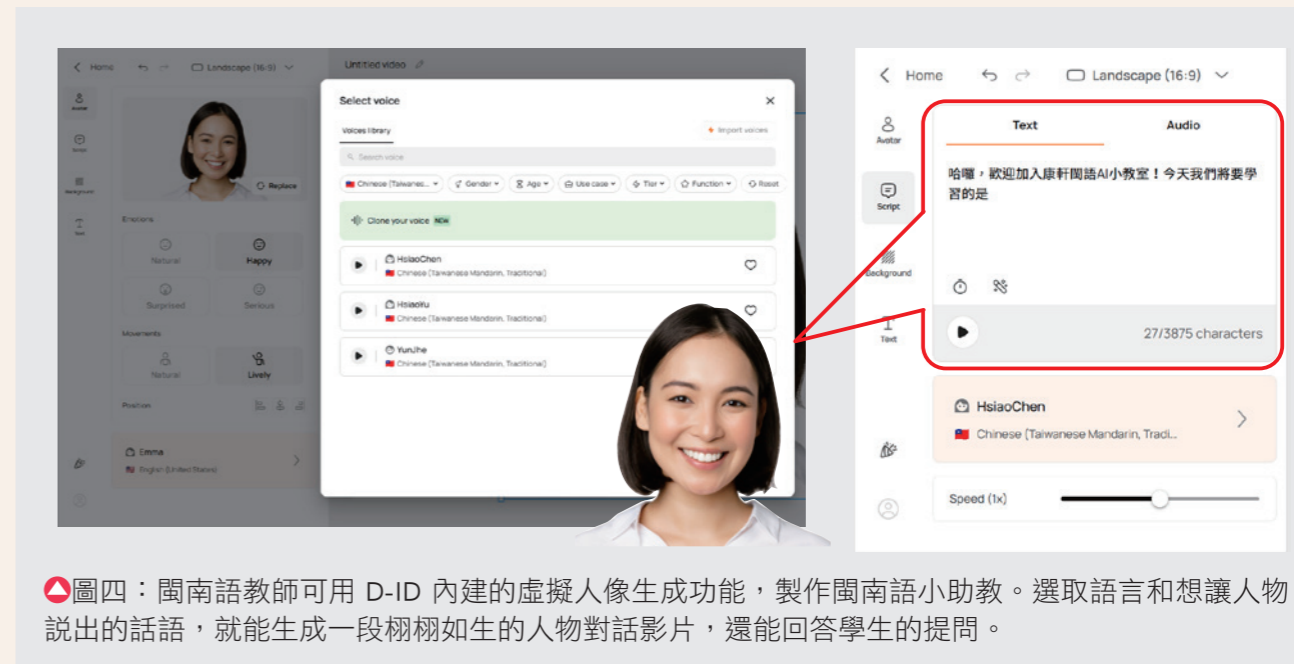 Home
Landscape (16:9)
Untitled video
Avatar
Script
Background
Text
Replace
Emotions
Natural
Happy
Surprised
Serious
Movements
Natural
Lively
Position
Emma
English (United States)
Select voice
Voices library
Import voices
Search voice
Chinese (Taiwanes...
Gender
Age
Use case
Tier
Function
Reset
Clone your voice NEW
HsiaoChen
Chinese (Taiwanese Mandarin, Traditional)
HsiaoYu
Chinese (Taiwanese Mandarin, Traditional)
YunJhe
Chinese (Taiwanese Mandarin, Traditional)
Home
Landscape (16:9)
Avatar
Script
Background
Text
Text Audio
哈囉，歡迎加入康軒閩語AI小教室！今天我們將要學
習的是
27/3875 characters
HsiaoChen
Chinese (Taiwanese Mandarin, Tradi...
Speed (1x)
圖四：閩南語教師可用 D-ID 內建的虛擬人像生成功能，製作閩南語小助教。選取語言和想讓人物
說出的話語，就能生成一段栩栩如生的人物對話影片，還能回答學生的提問。